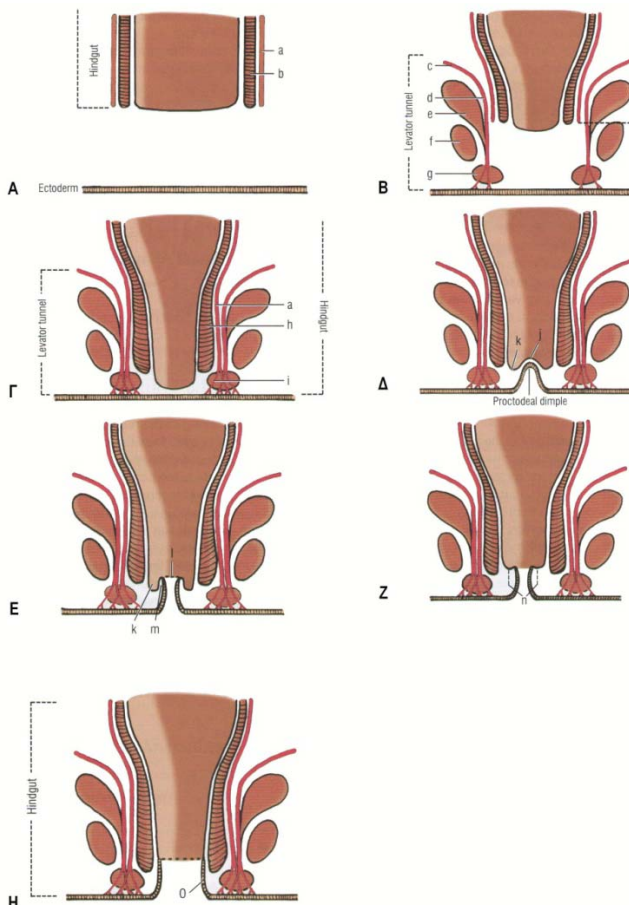 Hindgut
a
b
Ectoderm
A
c
d
e
f
g
Levator tunnel
B
Levator tunnel
a
h
i
Hindgut
Γ
k
j
Proctodeal dimple
Δ
l
k
m
E
n
Z
Hindgut
O
H